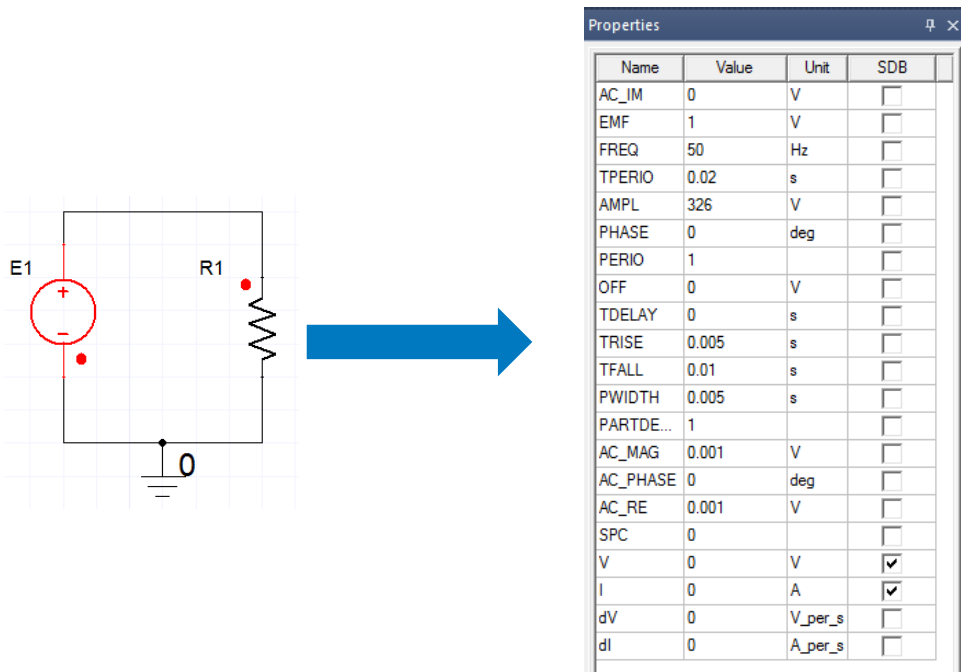 E1
+
−
R1
0
Properties
Name Value Unit SDB
AC_IM 0 V
EMF 1 V
FREQ 50 Hz
TPERIO 0.02 s
AMPL 326 V
PHASE 0 deg
PERIO 1
OFF 0 V
TDELAY 0 s
TRISE 0.005 s
TFALL 0.01 s
PWIDTH 0.005 s
PARTDE... 1
AC_MAG 0.001 V
AC_PHASE 0 deg
AC_RE 0.001 V
SPC 0
V 0 V
I 0 A
dV 0 V_per_s
dI 0 A_per_s